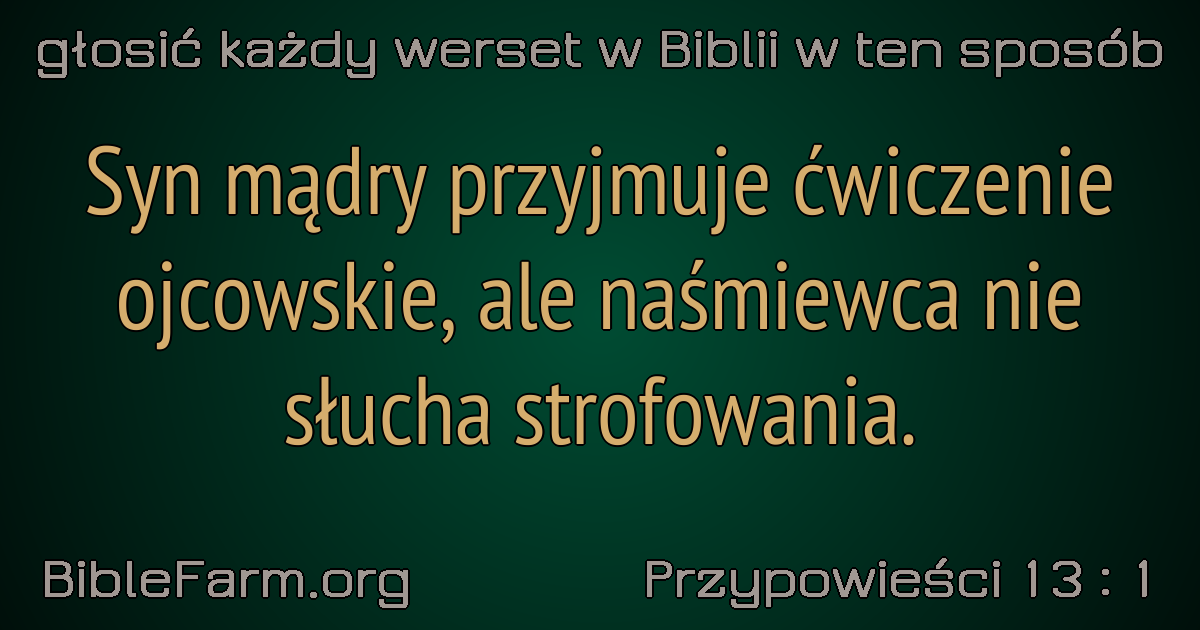 głosić każdy werset w Biblii w ten sposób
Syn mądry przyjmuje ćwiczenie
ojcowskie, ale naśmiewca nie
słucha strofowania.
BibleFarm.org
Przypowieści 13 : 1